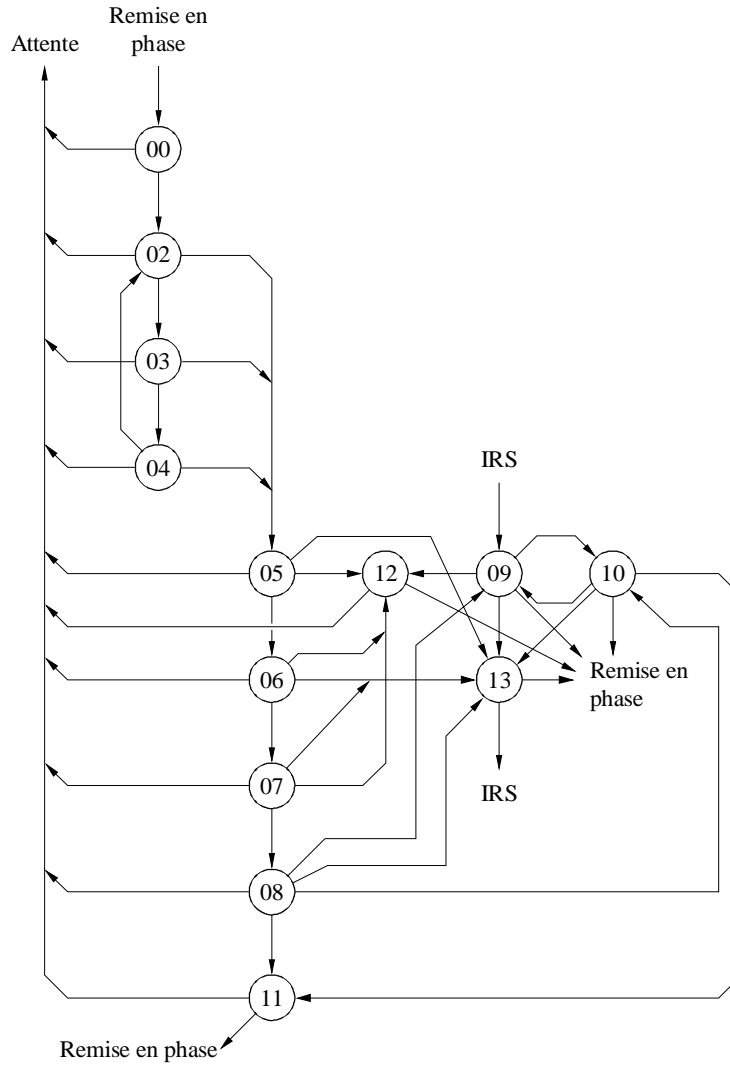 Remise en
phase
Attente
00
02
03
04
IRS
05
12
09
10
06
13
Remise en
phase
07
IRS
08
11
Remise en phase